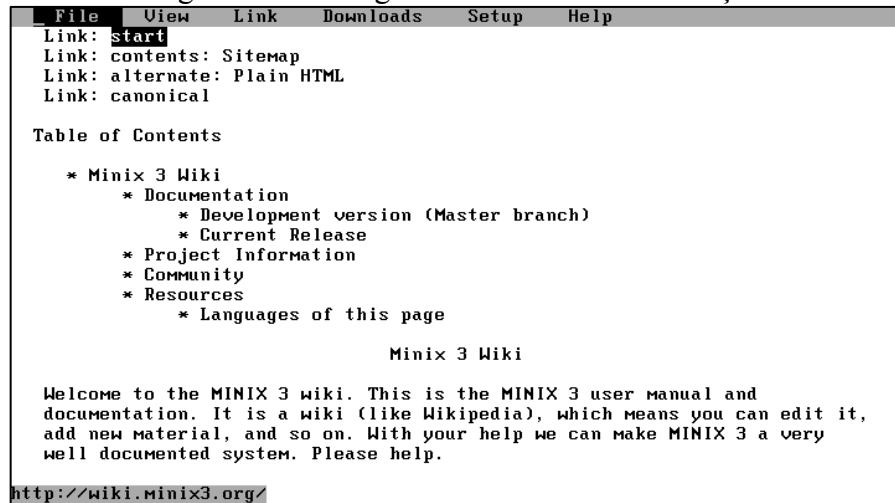 File View Link Downloads Setup Help
Link: start
Link: contents: Sitemap
Link: alternate: Plain HTML
Link: canonical
Table of Contents
* Minix 3 Wiki
* Documentation
* Development version (Master branch)
* Current Release
* Project Information
* Community
* Resources
* Languages of this page
Minix 3 Wiki
Welcome to the MINIX 3 wiki. This is the MINIX 3 user manual and
documentation. It is a wiki (like Wikipedia), which means you can edit it,
add new material, and so on. With your help we can make MINIX 3 a very
well documented system. Please help.
http://wiki.minix3.org/